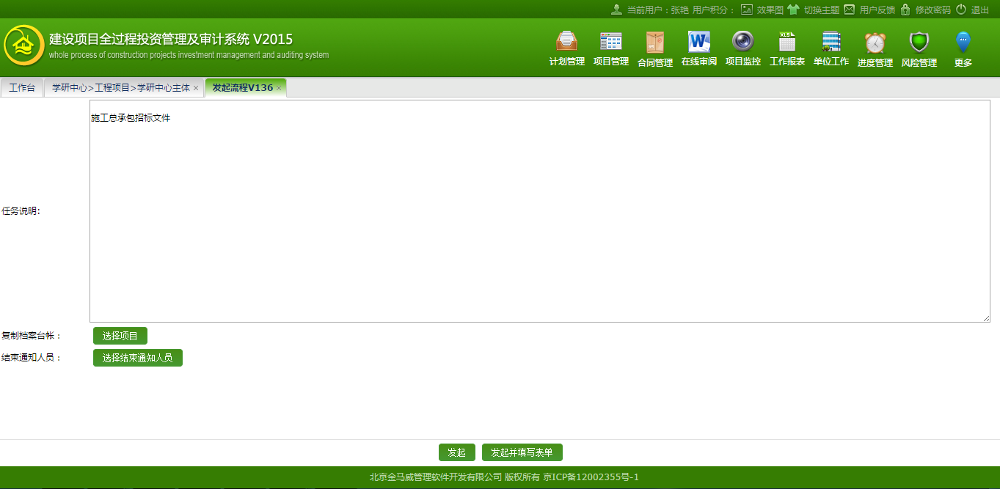 当前用户：张艳 用户积分： 效果图 切换主题 用户反馈 修改密码 退出
建设项目全过程投资管理及审计系统 V2015
whole process of construction projects investment management and auditing system
XLS
W
计划管理 项目管理 合同管理 在线审阅 项目监控 工作报表 单位工作 进度管理 风险管理 更多
工作台 学研中心>工程项目>学研中心主体 × 发起流程V136 ×
施工总承包招标文件
任务说明:
复制档案台帐： 选择项目
结束通知人员： 选择结束通知人员
发起 发起并填写表单
北京金马威管理软件开发有限公司 版权所有 京ICP备12002355号-1